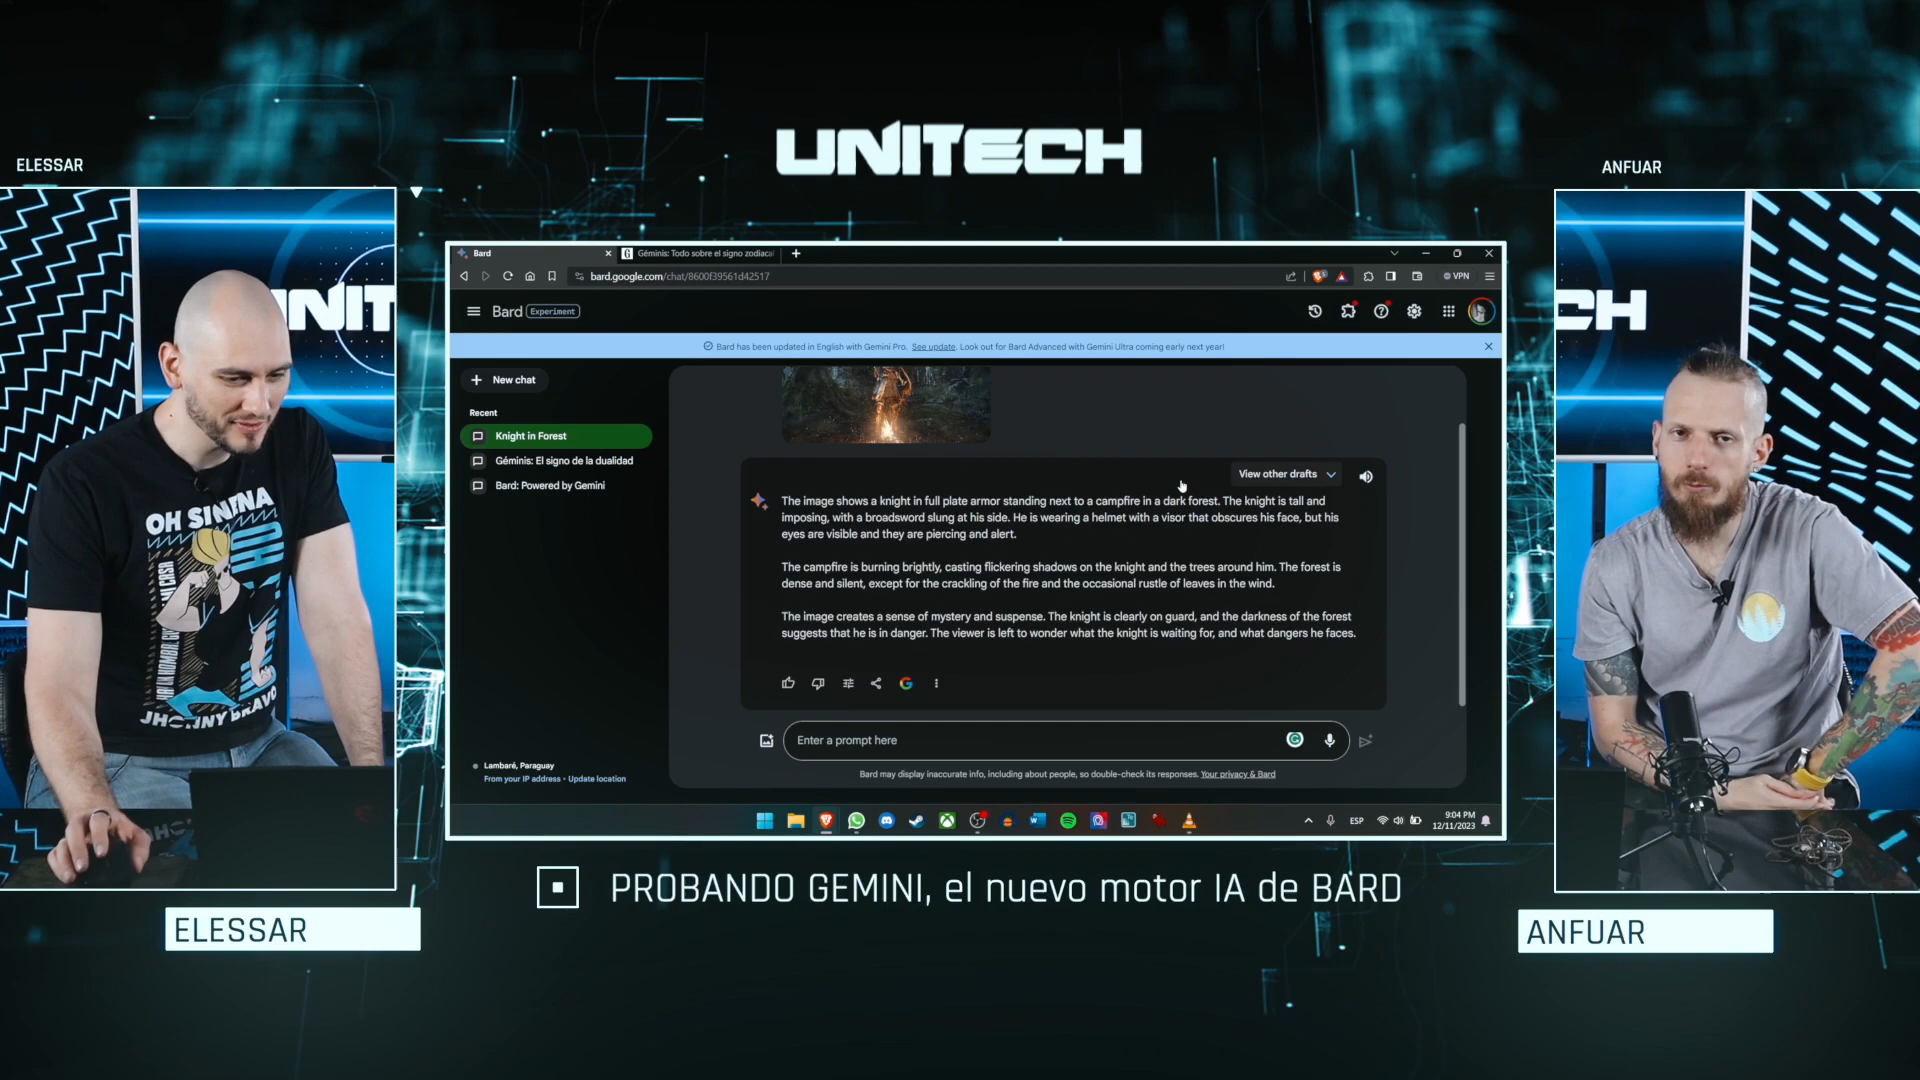 UNITECH
ELESSAR
ANFUAR
UNIT
TECH
OH SINENA
JHONNY BRAVO
Bard
Géminis: Todo sobre el signo zodiacal
bard.google.com/chat/8600f39561d42517
VPN
Bard Experiment
Bard has been updated in English with Gemini Pro. See update. Look out for Bard Advanced with Gemini Ultra coming early next year!
New chat
Recent
Knight in Forest
Géminis: El signo de la dualidad
Bard: Powered by Gemini
View other drafts
The image shows a knight in full plate armor standing next to a campfire in a dark forest. The knight is tall and
imposing, with a broadsword slung at his side. He is wearing a helmet with a visor that obscures his face, but his
eyes are visible and they are piercing and alert.
The campfire is burning brightly, casting flickering shadows on the knight and the trees around him. The forest is
dense and silent, except for the crackling of the fire and the occasional rustle of leaves in the wind.
The image creates a sense of mystery and suspense. The knight is clearly on guard, and the darkness of the forest
suggests that he is in danger. The viewer is left to wonder what the knight is waiting for, and what dangers he faces.
Enter a prompt here
Bard may display inaccurate info, including about people, so double-check its responses. Your privacy & Bard
Lambaré, Paraguay
From your IP address • Update location
ESP
9:04 PM
12/11/2023
PROBANDO GEMINI, el nuevo motor IA de BARD
ELESSAR
ANFUAR